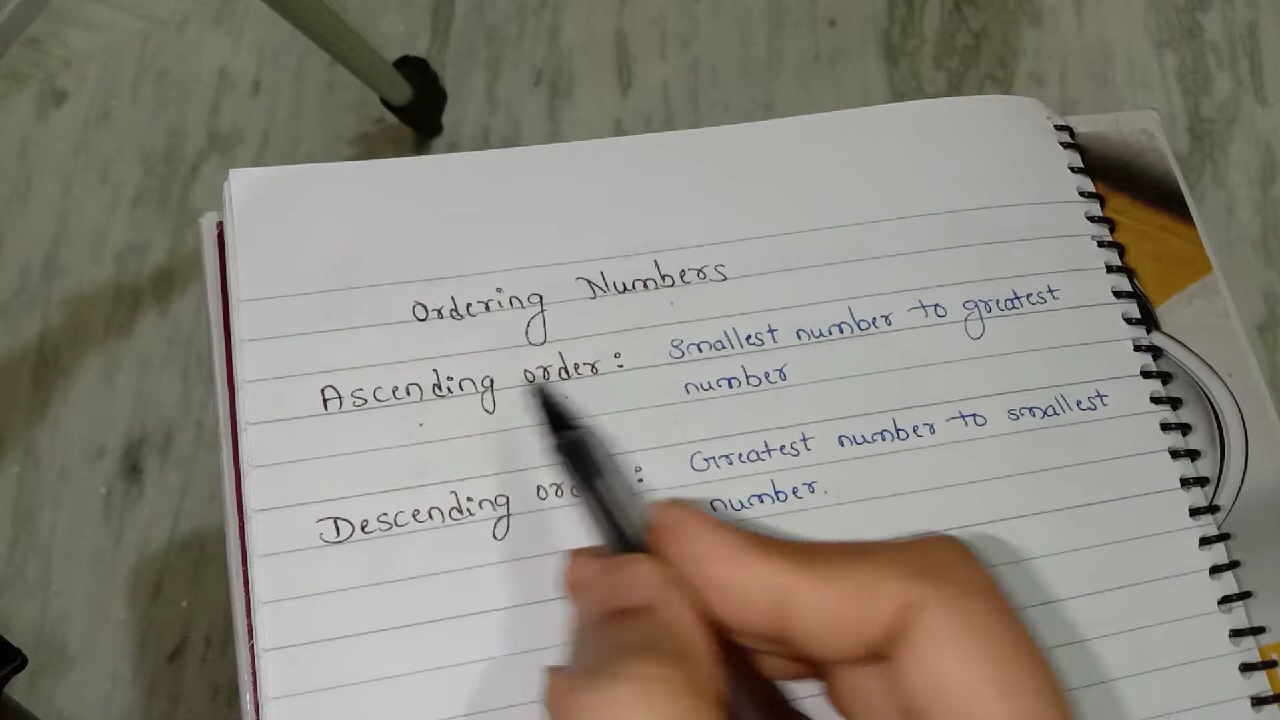 Ordering Numbers
Ascending order: Smallest number to greatest
number
Descending : Greatest number to smallest
number.